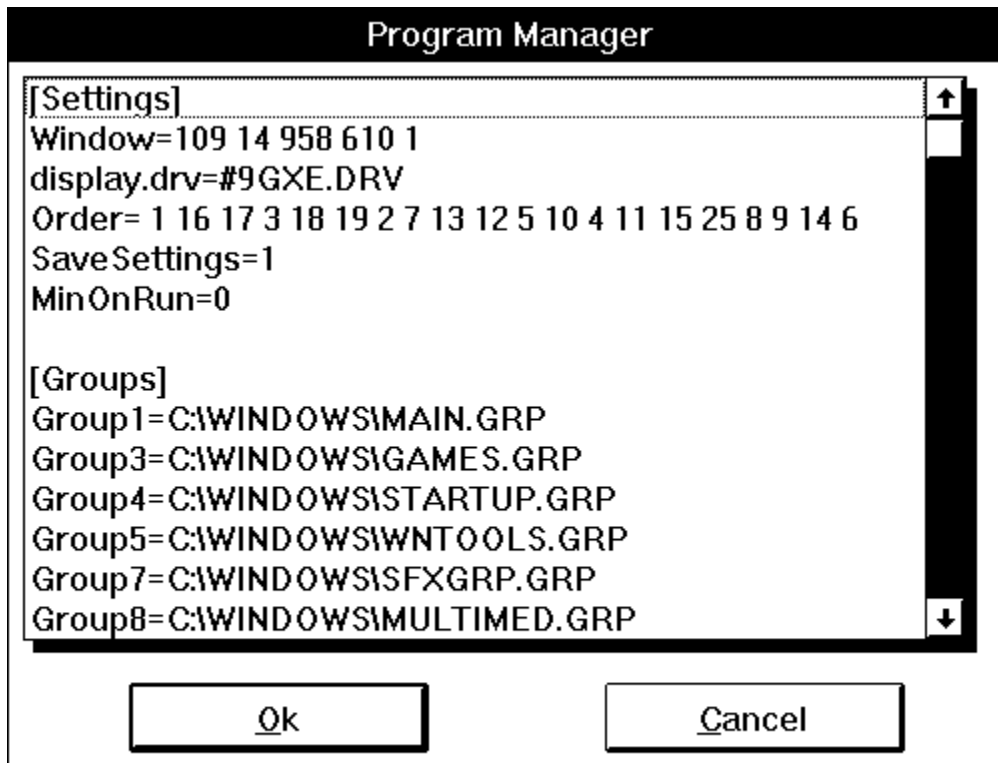 Program Manager
[Settings]
Window=109 14 958 610 1
display.drv=#9GXE.DRV
Order= 1 16 17 3 18 19 2 7 13 12 5 10 4 11 15 25 8 9 14 6
SaveSettings=1
MinOnRun=0
[Groups]
Group1=C:\WINDOWS\MAIN.GRP
Group3=C:\WINDOWS\GAMES.GRP
Group4=C:\WINDOWS\STARTUP.GRP
Group5=C:\WINDOWS\WNTOOLS.GRP
Group7=C:\WINDOWS\SFXGRP.GRP
Group8=C:\WINDOWS\MULTIMED.GRP
Ok
Cancel